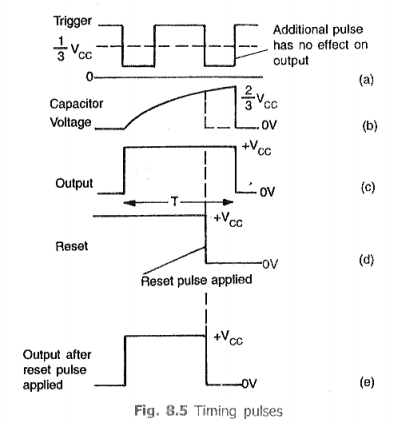 Trigger
1/3 VCC
0
Additional pulse
has no effect on
output
(a)
Capacitor
Voltage
2/3 VCC
0V
(b)
+VCC
Output
0V
(c)
T
+VCC
Reset
0V
(d)
Reset pulse applied
+VCC
Output after
reset pulse
applied
0V
(e)
Fig. 8.5 Timing pulses